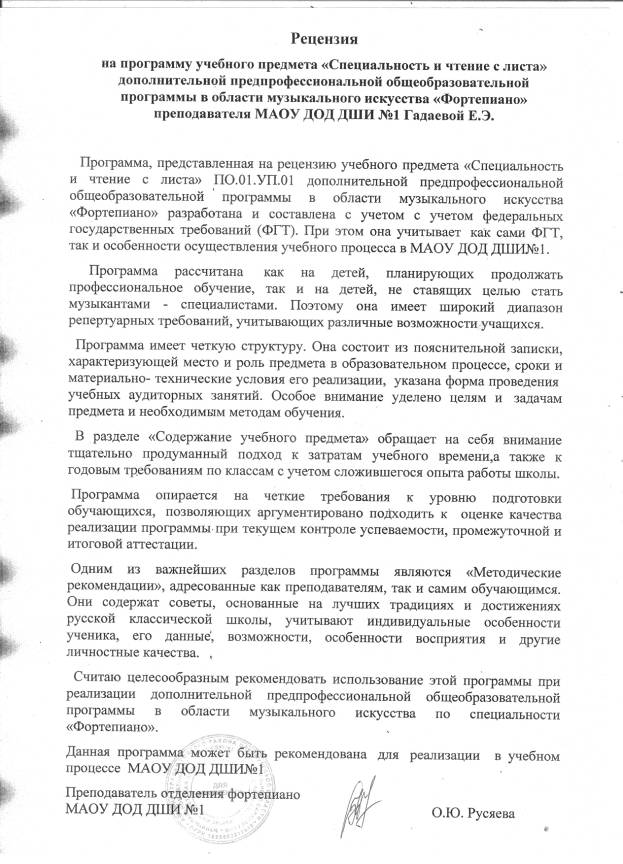 Рецензия
на программу учебного предмета «Специальность и чтение с листа»
дополнительной предпрофессиональной общеобразовательной
программы в области музыкального искусства «Фортепиано»
преподавателя МАОУ ДОД ДШИ №1 Гадаевой Е.Э.
Программа, представленная на рецензию учебного предмета «Специальность
и чтение с листа» ПО.01.УП.01 дополнительной предпрофессиональной
общеобразовательной программы в области музыкального искусства
«Фортепиано» разработана и составлена с учетом с учетом федеральных
государственных требований (ФГТ). При этом она учитывает как сами ФГТ,
так и особенности осуществления учебного процесса в МАОУ ДОД ДШИ№1.
Программа рассчитана как на детей, планирующих продолжать
профессиональное обучение, так и на детей, не ставящих целью стать
музыкантами - специалистами. Поэтому она имеет широкий диапазон
репертуарных требований, учитывающих различные возможности учащихся.
Программа имеет четкую структуру. Она состоит из пояснительной записки,
характеризующей место и роль предмета в образовательном процессе, сроки и
материально- технические условия его реализации, указана форма проведения
учебных аудиторных занятий. Особое внимание уделено целям и задачам
предмета и необходимым методам обучения.
В разделе «Содержание учебного предмета» обращает на себя внимание
тщательно продуманный подход к затратам учебного времени,а также к
годовым требованиям по классам с учетом сложившегося опыта работы школы.
Программа опирается на четкие требования к уровню подготовки
обучающихся, позволяющих аргументировано подходить к оценке качества
реализации программы при текущем контроле успеваемости, промежуточной и
итоговой аттестации.
Одним из важнейших разделов программы являются «Методические
рекомендации», адресованные как преподавателям, так и самим обучающимся.
Они содержат советы, основанные на лучших традициях и достижениях
русской классической школы, учитывают индивидуальные особенности
ученика, его данные, возможности, особенности восприятия и другие
личностные качества.
Считаю целесообразным рекомендовать использование этой программы при
реализации дополнительной предпрофессиональной общеобразовательной
программы в области музыкального искусства по специальности
«Фортепиано».
Данная программа может быть рекомендована для реализации в учебном
процессе МАОУ ДОД ДШИ№1
Преподаватель отделения фортепиано
МАОУ ДОД ДШИ №1 О.Ю. Русяева